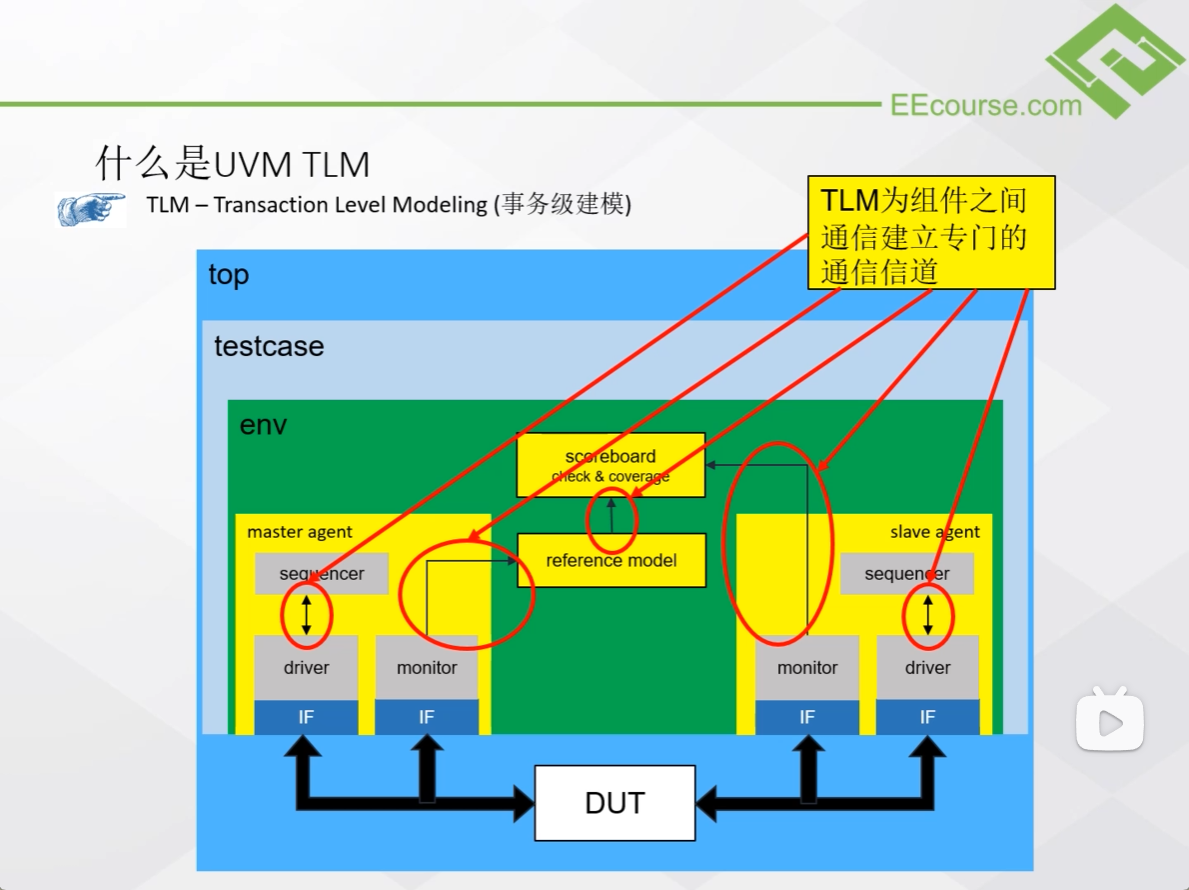 EEcourse.com
什么是UVM TLM
TLM – Transaction Level Modeling (事务级建模)
TLM为组件之间
通信建立专门的
通信信道
top
testcase
env
scoreboard
check & coverage
reference model
master agent
sequencer
driver
monitor
IF
IF
slave agent
sequencer
monitor
driver
IF
IF
DUT